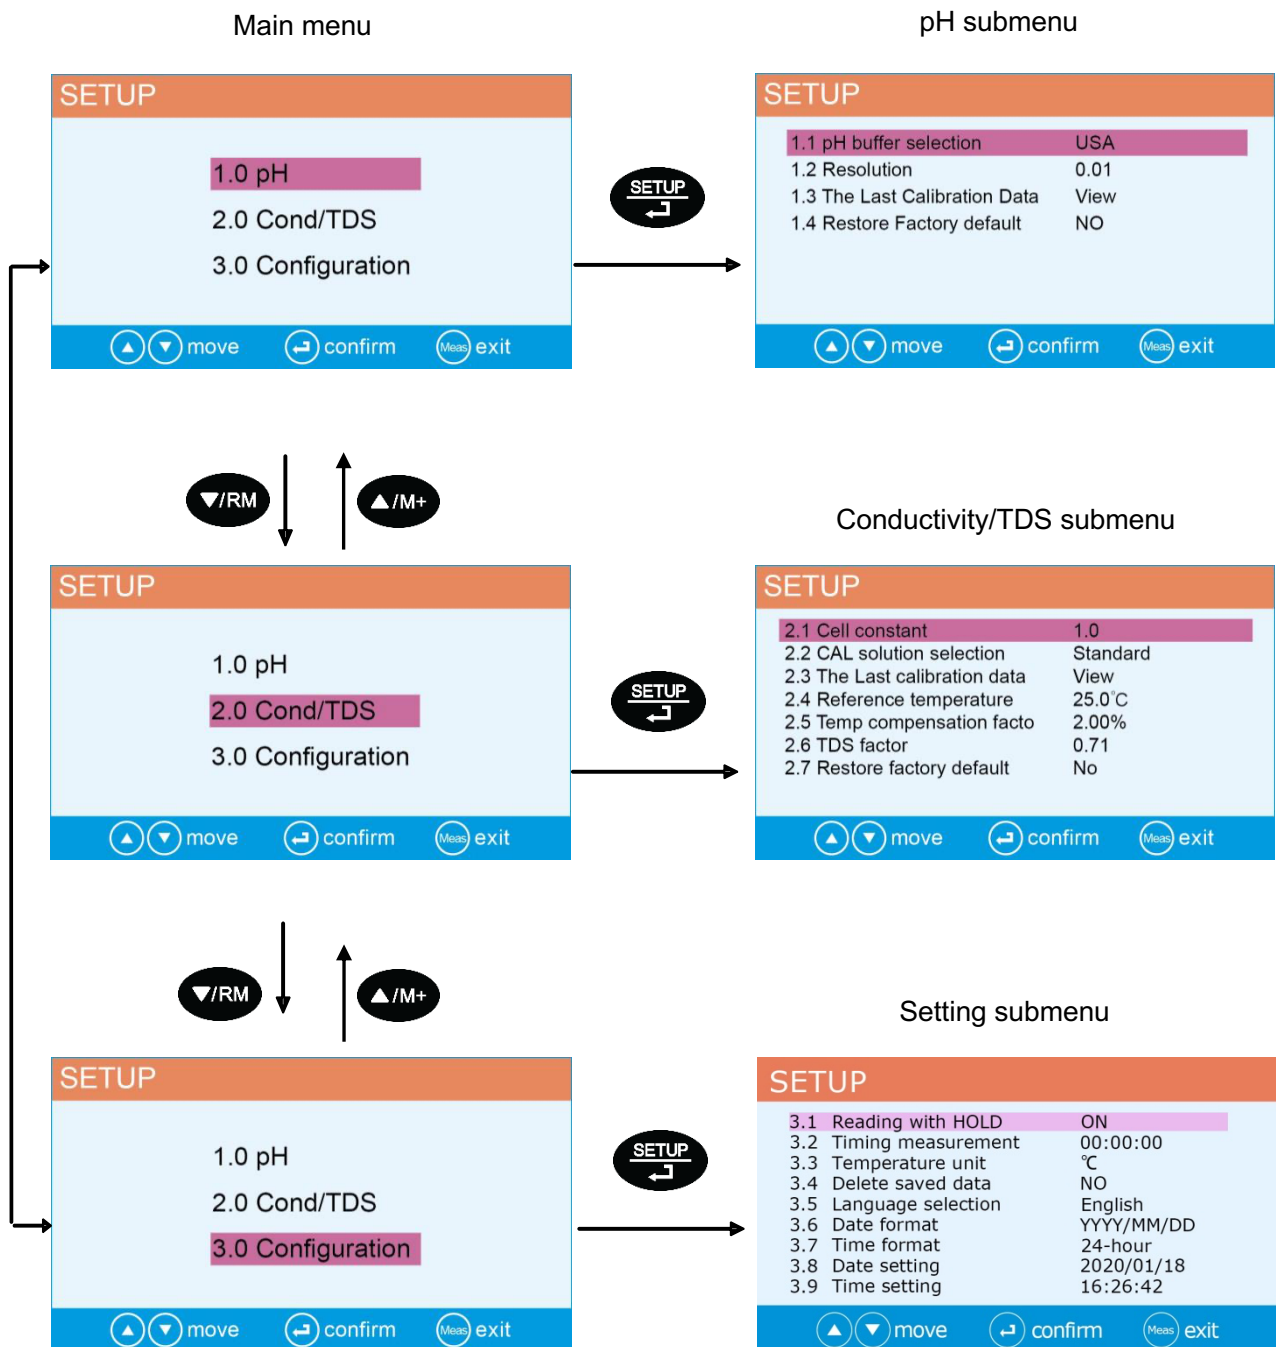 Main menu
SETUP
1.0 pH
2.0 Cond/TDS
3.0 Configuration
move confirm Meas exit
SETUP
pH submenu
SETUP
1.1 pH buffer selection USA
1.2 Resolution 0.01
1.3 The Last Calibration Data View
1.4 Restore Factory default NO
move confirm Meas exit
▼/RM
▲/M+
SETUP
1.0 pH
2.0 Cond/TDS
3.0 Configuration
move confirm Meas exit
SETUP
Conductivity/TDS submenu
SETUP
2.1 Cell constant 1.0
2.2 CAL solution selection Standard
2.3 The Last calibration data View
2.4 Reference temperature 25.0°C
2.5 Temp compensation facto 2.00%
2.6 TDS factor 0.71
2.7 Restore factory default No
move confirm Meas exit
▼/RM
▲/M+
SETUP
1.0 pH
2.0 Cond/TDS
3.0 Configuration
move confirm Meas exit
SETUP
Setting submenu
SETUP
3.1 Reading with HOLD ON
3.2 Timing measurement 00:00:00
3.3 Temperature unit ℃
3.4 Delete saved data NO
3.5 Language selection English
3.6 Date format YYYY/MM/DD
3.7 Time format 24-hour
3.8 Date setting 2020/01/18
3.9 Time setting 16:26:42
move confirm Meas exit